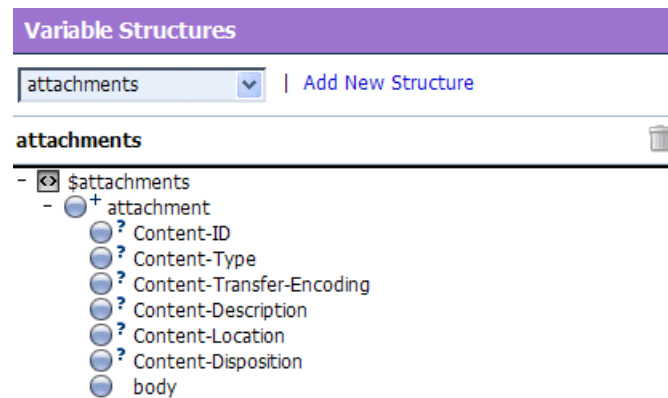 Variable Structures
attachments | Add New Structure
attachments
- $attachments
- + attachment
? Content-ID
? Content-Type
? Content-Transfer-Encoding
? Content-Description
? Content-Location
? Content-Disposition
body